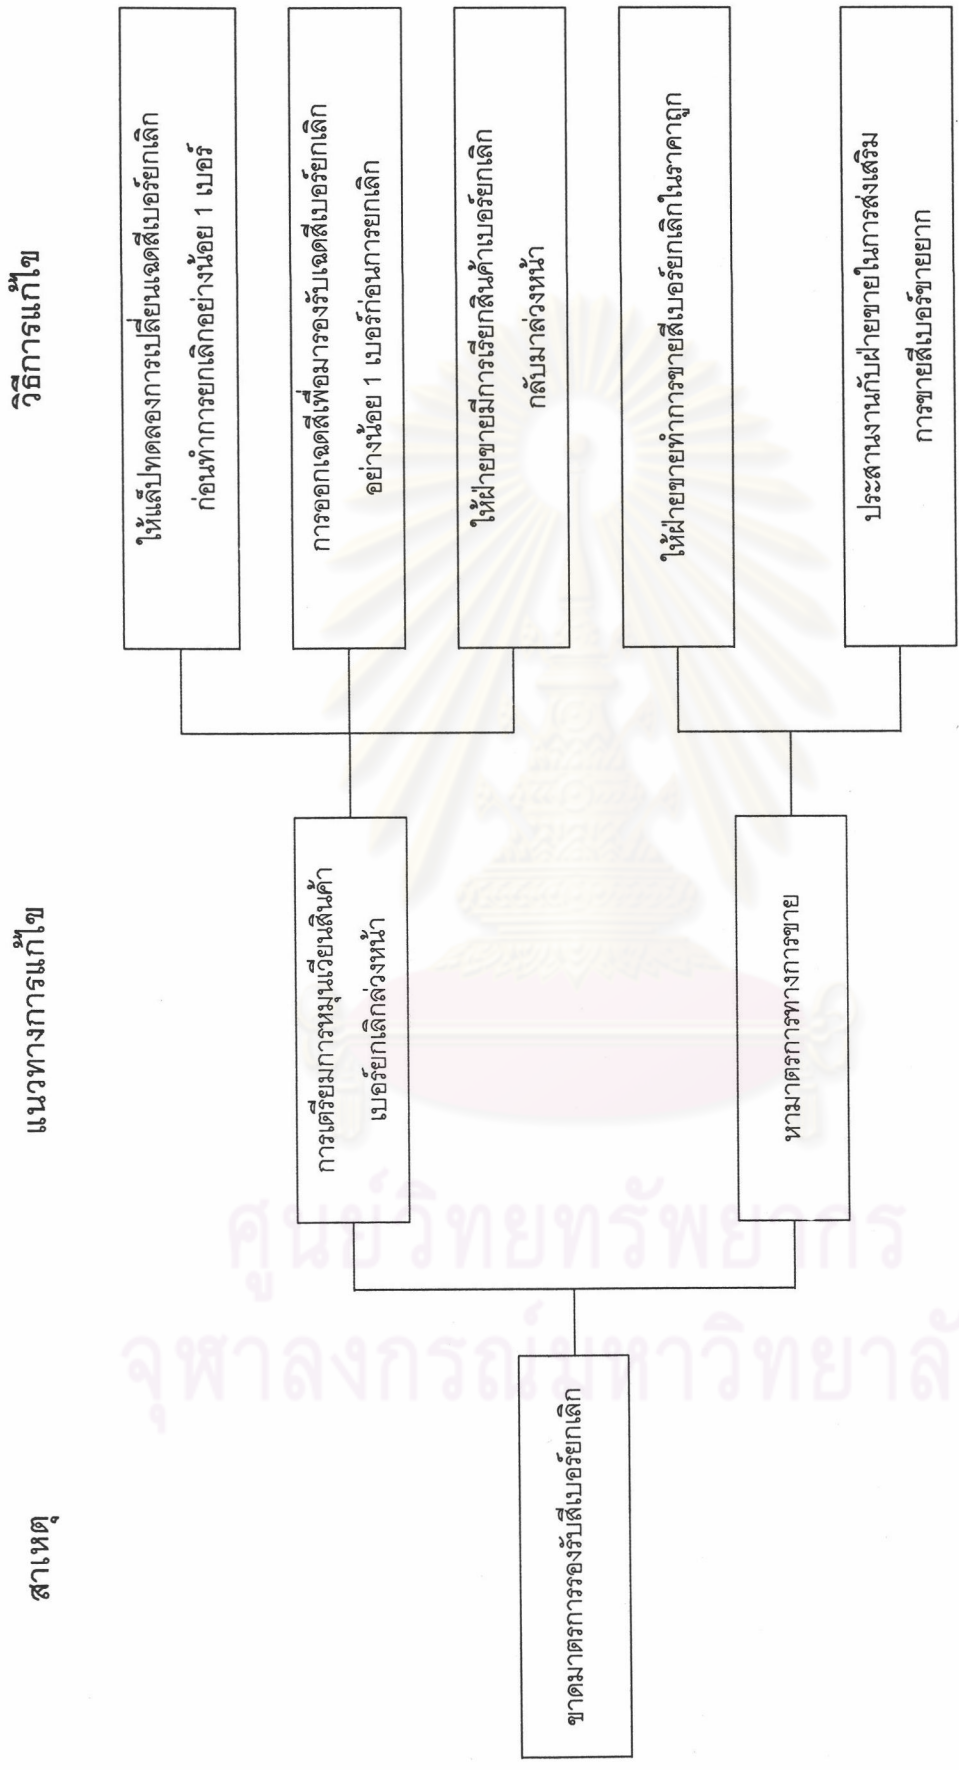 สาเหตุ
แนวทางการแก้ไข
วิธีการแก้ไข
ขาดมาตรการรองรับสีเบอร์ยกเลิก
การเตรียมการหมุนเวียนสินค้า
เบอร์ยกเลิกล่วงหน้า
หามาตรการทางการขาย
ให้แล็ปทดลองการเปลี่ยนเฉดสีเบอร์ยกเลิก
ก่อนทำการยกเลิกอย่างน้อย 1 เบอร์
การออกเฉดสีเพื่อมารองรับเฉดสีเบอร์ยกเลิก
อย่างน้อย 1 เบอร์ก่อนการยกเลิก
ให้ฝ่ายขายมีการเรียกสินค้าเบอร์ยกเลิก
กลับมาล่วงหน้า
ให้ฝ่ายขายทำการขายสีเบอร์ยกเลิกในราคาถูก
ประสานงานกับฝ่ายขายในการส่งเสริม
การขายสีเบอร์ขายยาก
ศูนย์วิทยทรัพยากร
จุฬาลงกรณ์มหาวิทยาลั